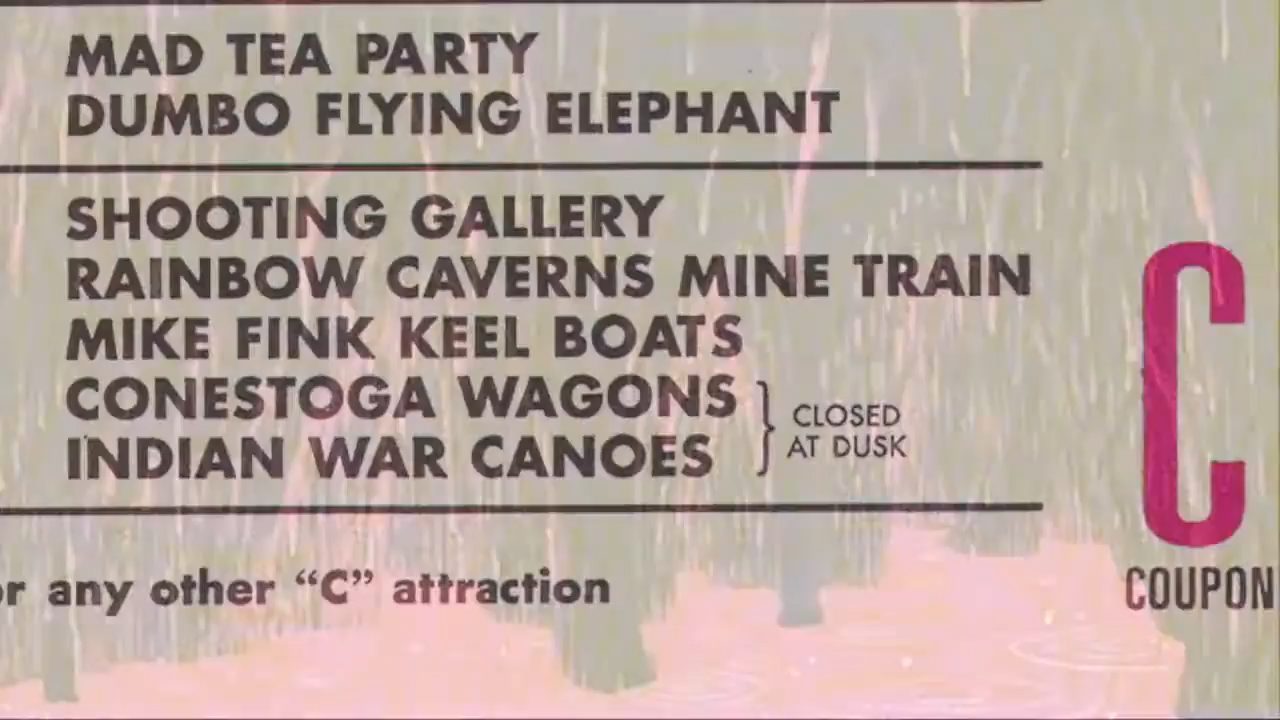 MAD TEA PARTY
DUMBO FLYING ELEPHANT
SHOOTING GALLERY
RAINBOW CAVERNS MINE TRAIN
MIKE FINK KEEL BOATS
CONESTOGA WAGONS
INDIAN WAR CANOES
CLOSED
AT DUSK
any other “C” attraction
C
COUPON